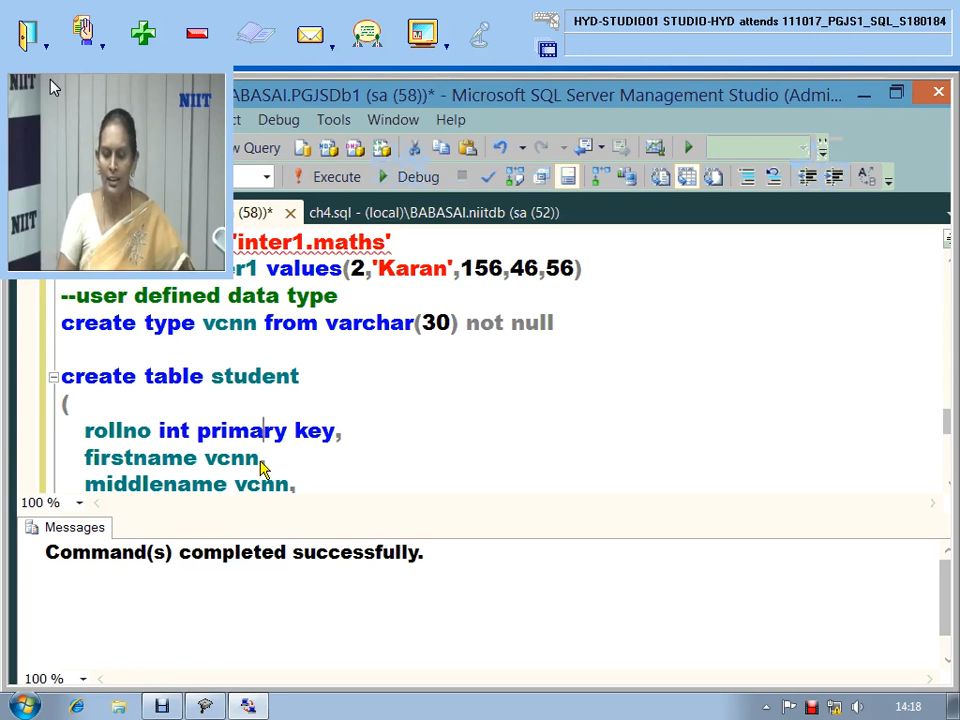 HYD-STUDIO01 STUDIO-HYD attends 111017_PGJS1_SQL_S180184
NIIT
NIIT
NIIT
BABASAI.PGJSDb1 (sa (58))* - Microsoft SQL Server Management Studio (Admi...
ct Debug Tools Window Help
w Query
Execute Debug
(58))* ch4.sql - (local)\BABASAI.niitdb (sa (52))
'inter1.maths'
er1 values(2,'Karan',156,46,56)
--user defined data type
create type vcnn from varchar(30) not null
create table student
(
rollno int primary key,
firstname vcnn,
middlename vcnn,
100 %
Messages
Command(s) completed successfully.
100 %
14:18